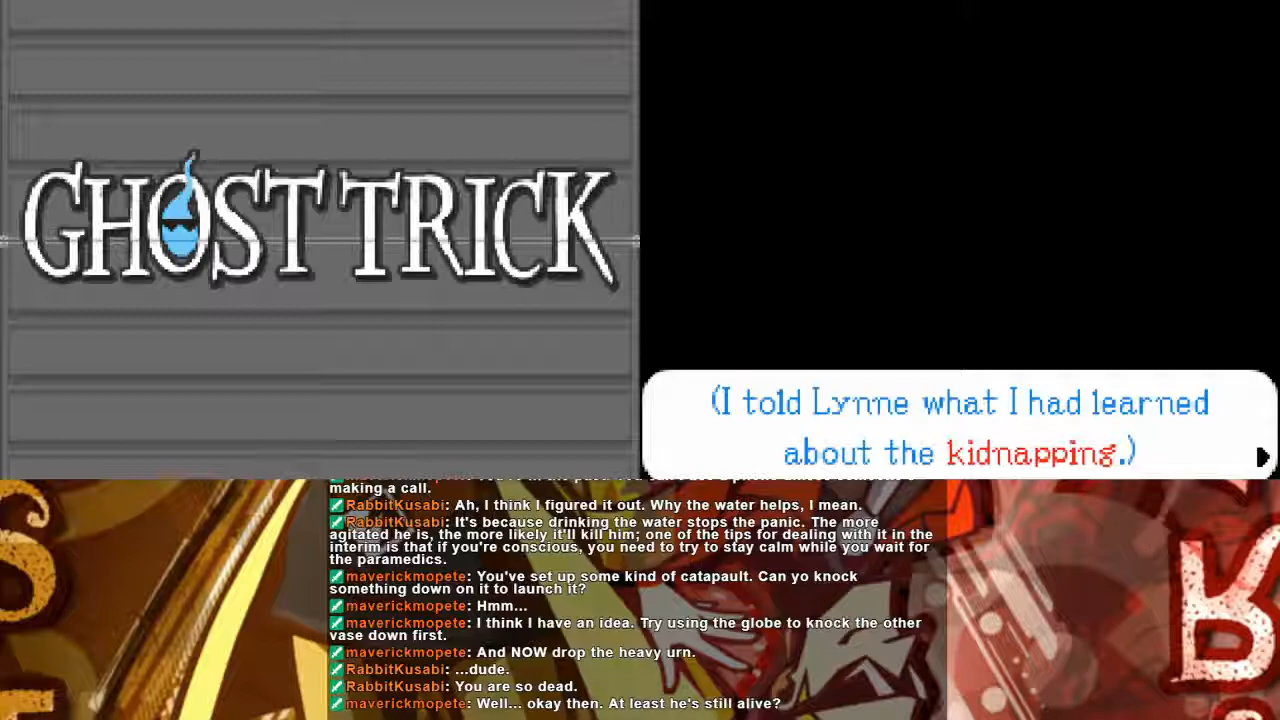 GHOST TRICK
(I told Lynne what I had learned
about the kidnapping.)
making a call.
RabbitKusabi: Ah, I think I figured it out. Why the water helps, I mean.
RabbitKusabi: It's because drinking the water stops the panic. The more
agitated he is, the more likely it'll kill him; one of the tips for dealing with it in the
interim is that if you're conscious, you need to try to stay calm while you wait for
the paramedics.
maverickmopete: You've set up some kind of catapault. Can yo knock
something down on it to launch it?
maverickmopete: Hmm...
maverickmopete: I think I have an idea. Try using the globe to knock the other
vase down first.
maverickmopete: And NOW drop the heavy urn.
RabbitKusabi: ...dude.
RabbitKusabi: You are so dead.
maverickmopete: Well... okay then. At least he's still alive?